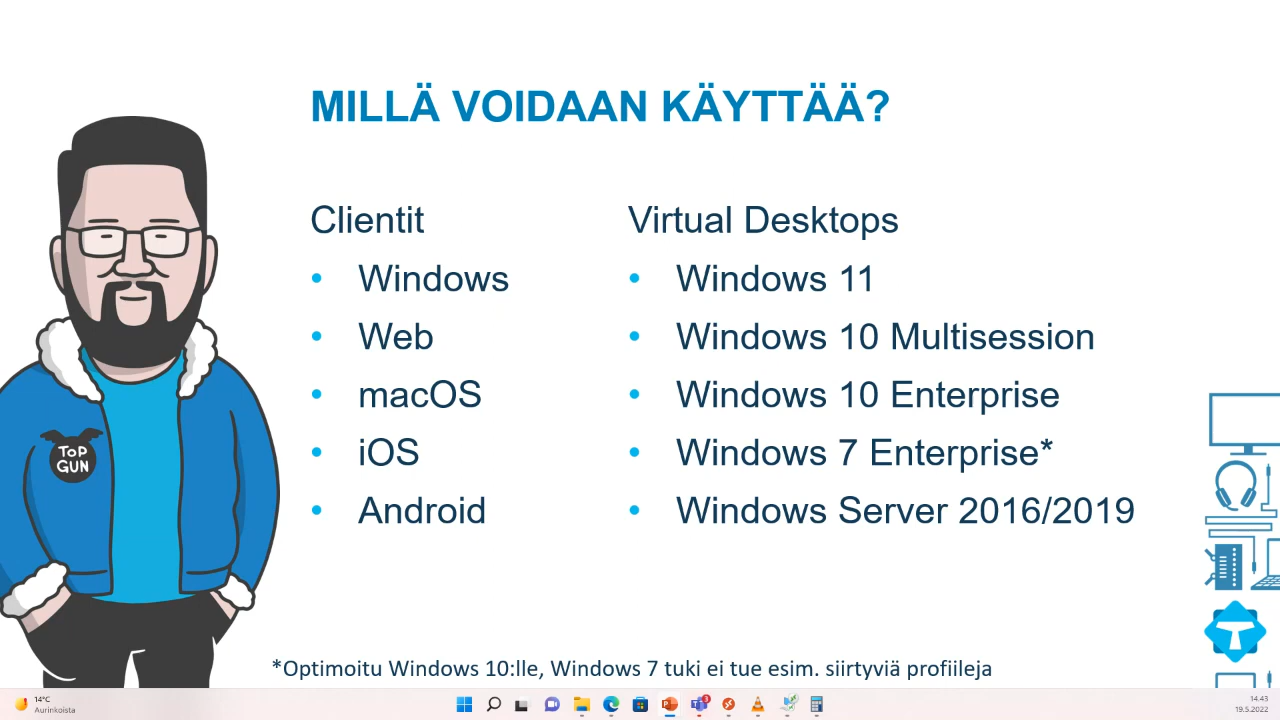 MILLÄ VOIDAAN KÄYTTÄÄ?
Clientit
• Windows
• Web
• macOS
• iOS
• Android
Virtual Desktops
• Windows 11
• Windows 10 Multisession
• Windows 10 Enterprise
• Windows 7 Enterprise*
• Windows Server 2016/2019
TOP
GUN
*Optimoitu Windows 10:lle, Windows 7 tuki ei tue esim. siirtyviä profiileja
14°C
Aurinkoista
3
14.43
19.5.2022